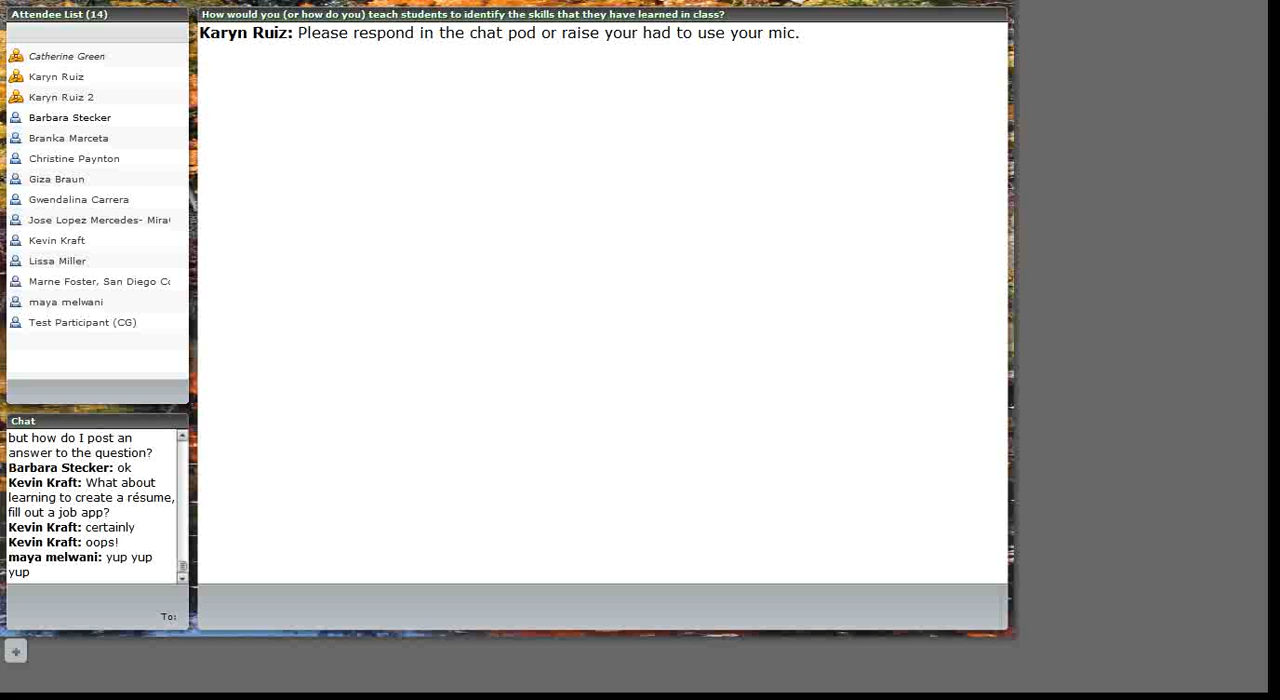 Attendee List (14)
Catherine Green
Karyn Ruiz
Karyn Ruiz 2
Barbara Stecker
Branka Marceta
Christine Paynton
Giza Braun
Gwendalina Carrera
Jose Lopez Mercedes- Mira
Kevin Kraft
Lissa Miller
Marne Foster, San Diego Co
maya melwani
Test Participant (CG)
Chat
but how do I post an
answer to the question?
Barbara Stecker: ok
Kevin Kraft: What about
learning to create a résume,
fill out a job app?
Kevin Kraft: certainly
Kevin Kraft: oops!
maya melwani: yup yup
yup
To:
How would you (or how do you) teach students to identify the skills that they have learned in class?
Karyn Ruiz: Please respond in the chat pod or raise your had to use your mic.